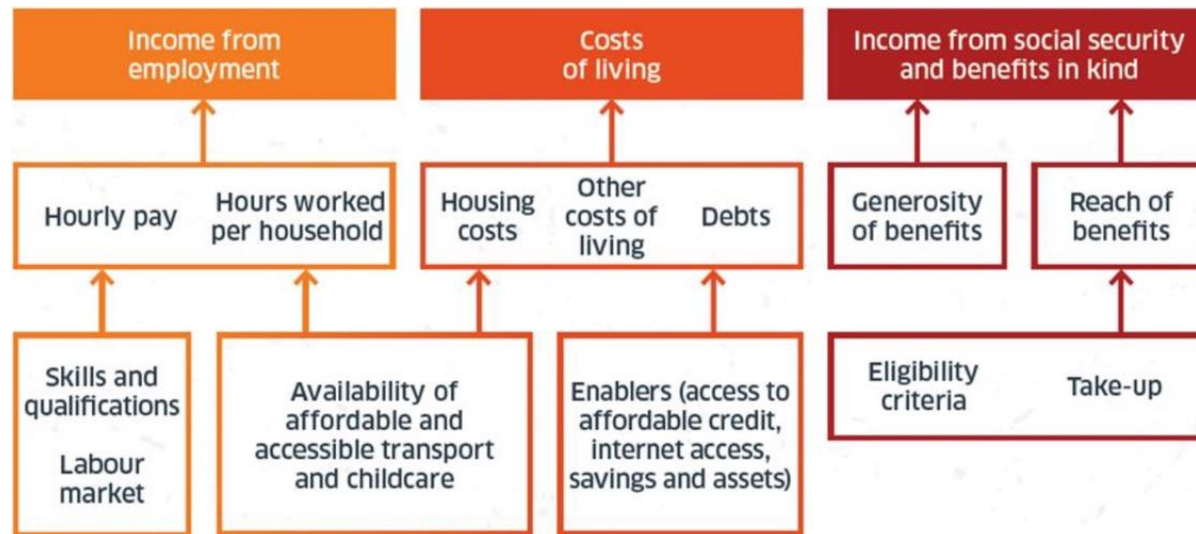 Income from
employment
Costs
of living
Income from social security
and benefits in kind
Hourly pay
Hours worked
per household
Housing
costs
Other
costs of
living
Debts
Generosity
of benefits
Reach of
benefits
Skills and
qualifications
Labour
market
Availability of
affordable and
accessible transport
and childcare
Enablers (access to
affordable credit,
internet access,
savings and assets)
Eligibility
criteria
Take-up